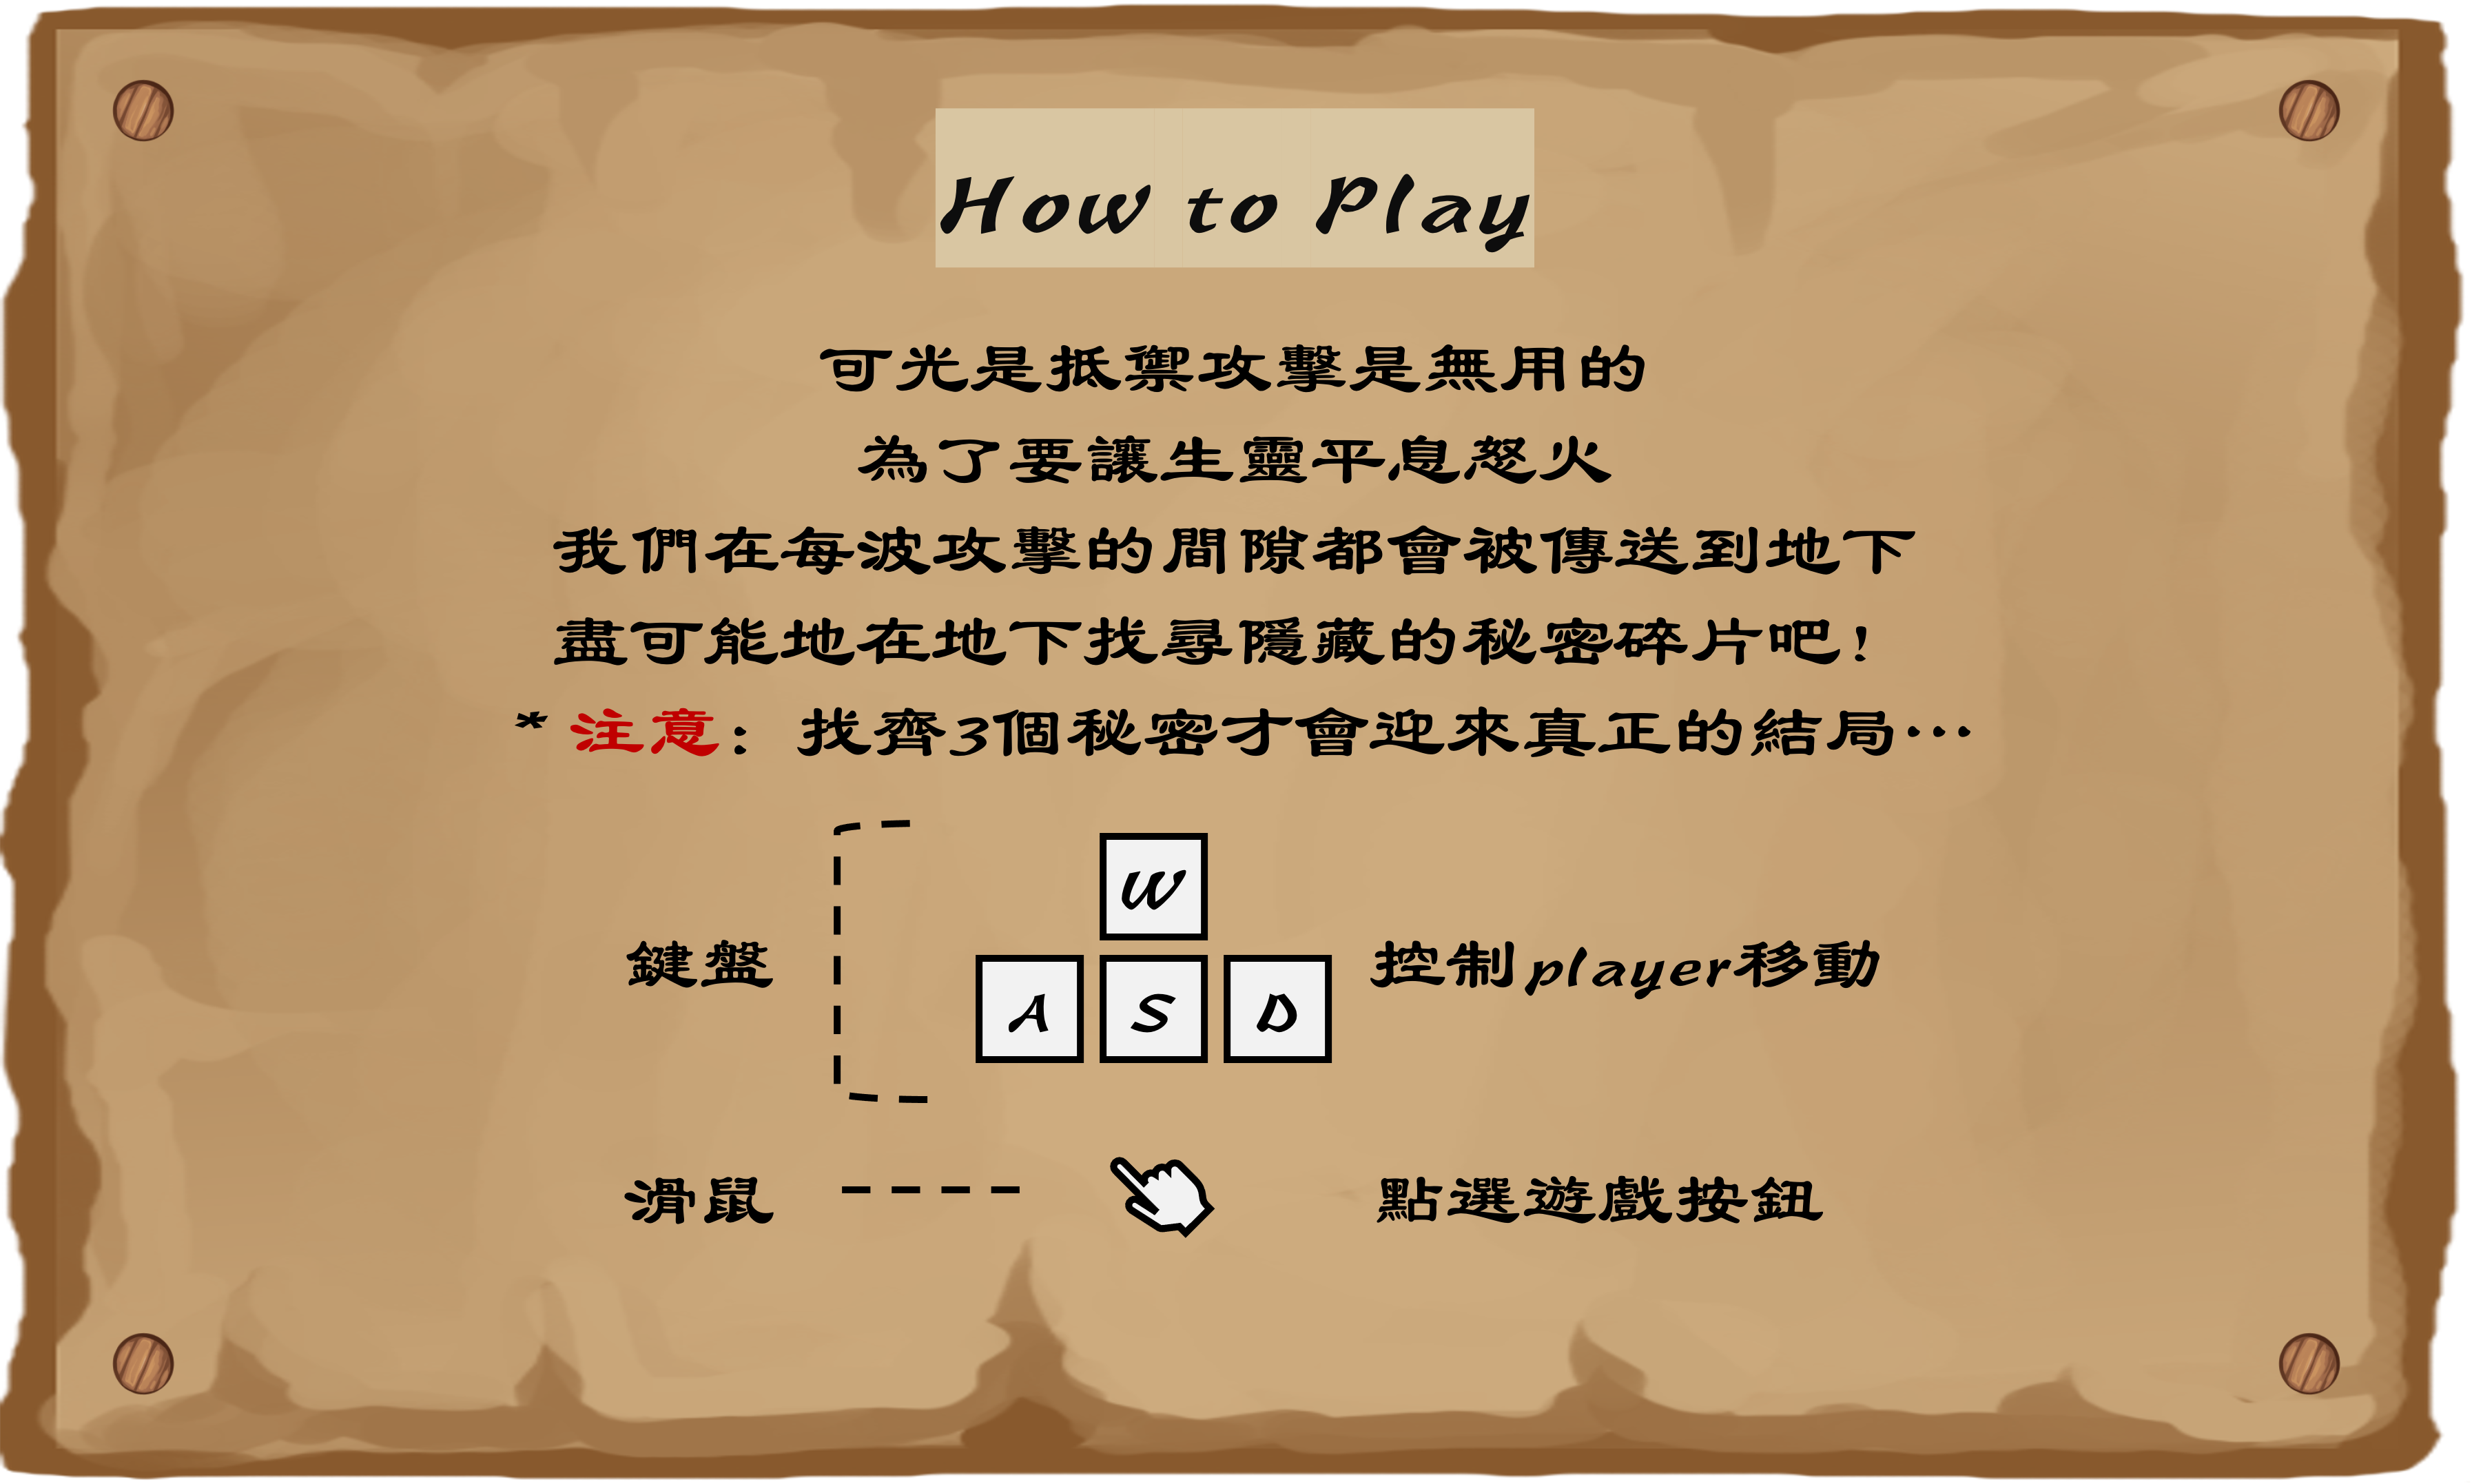 How to Play
可光是抵禦攻擊是無用的
為了要讓生靈平息怒火
我們在每波攻擊的間隙都會被傳送到地下
盡可能地在地下找尋隱藏的秘密碎片吧！
*注意：找齊3個秘密才會迎來真正的結局…
W
鍵盤
A S D
控制player移動
滑鼠
點選遊戲按鈕